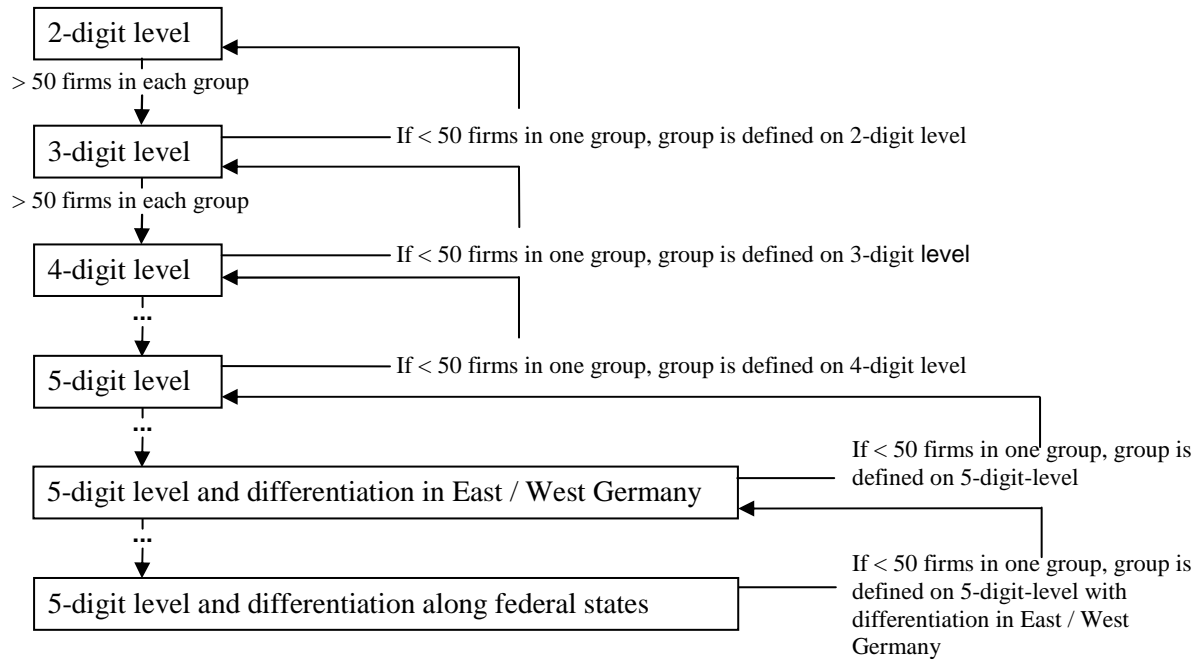 2-digit level
> 50 firms in each group
3-digit level
If < 50 firms in one group, group is defined on 2-digit level
> 50 firms in each group
4-digit level
If < 50 firms in one group, group is defined on 3-digit level
...
5-digit level
If < 50 firms in one group, group is defined on 4-digit level
...
5-digit level and differentiation in East / West Germany
If < 50 firms in one group, group is
defined on 5-digit-level
...
5-digit level and differentiation along federal states
If < 50 firms in one group, group is
defined on 5-digit-level with
differentiation in East / West
Germany